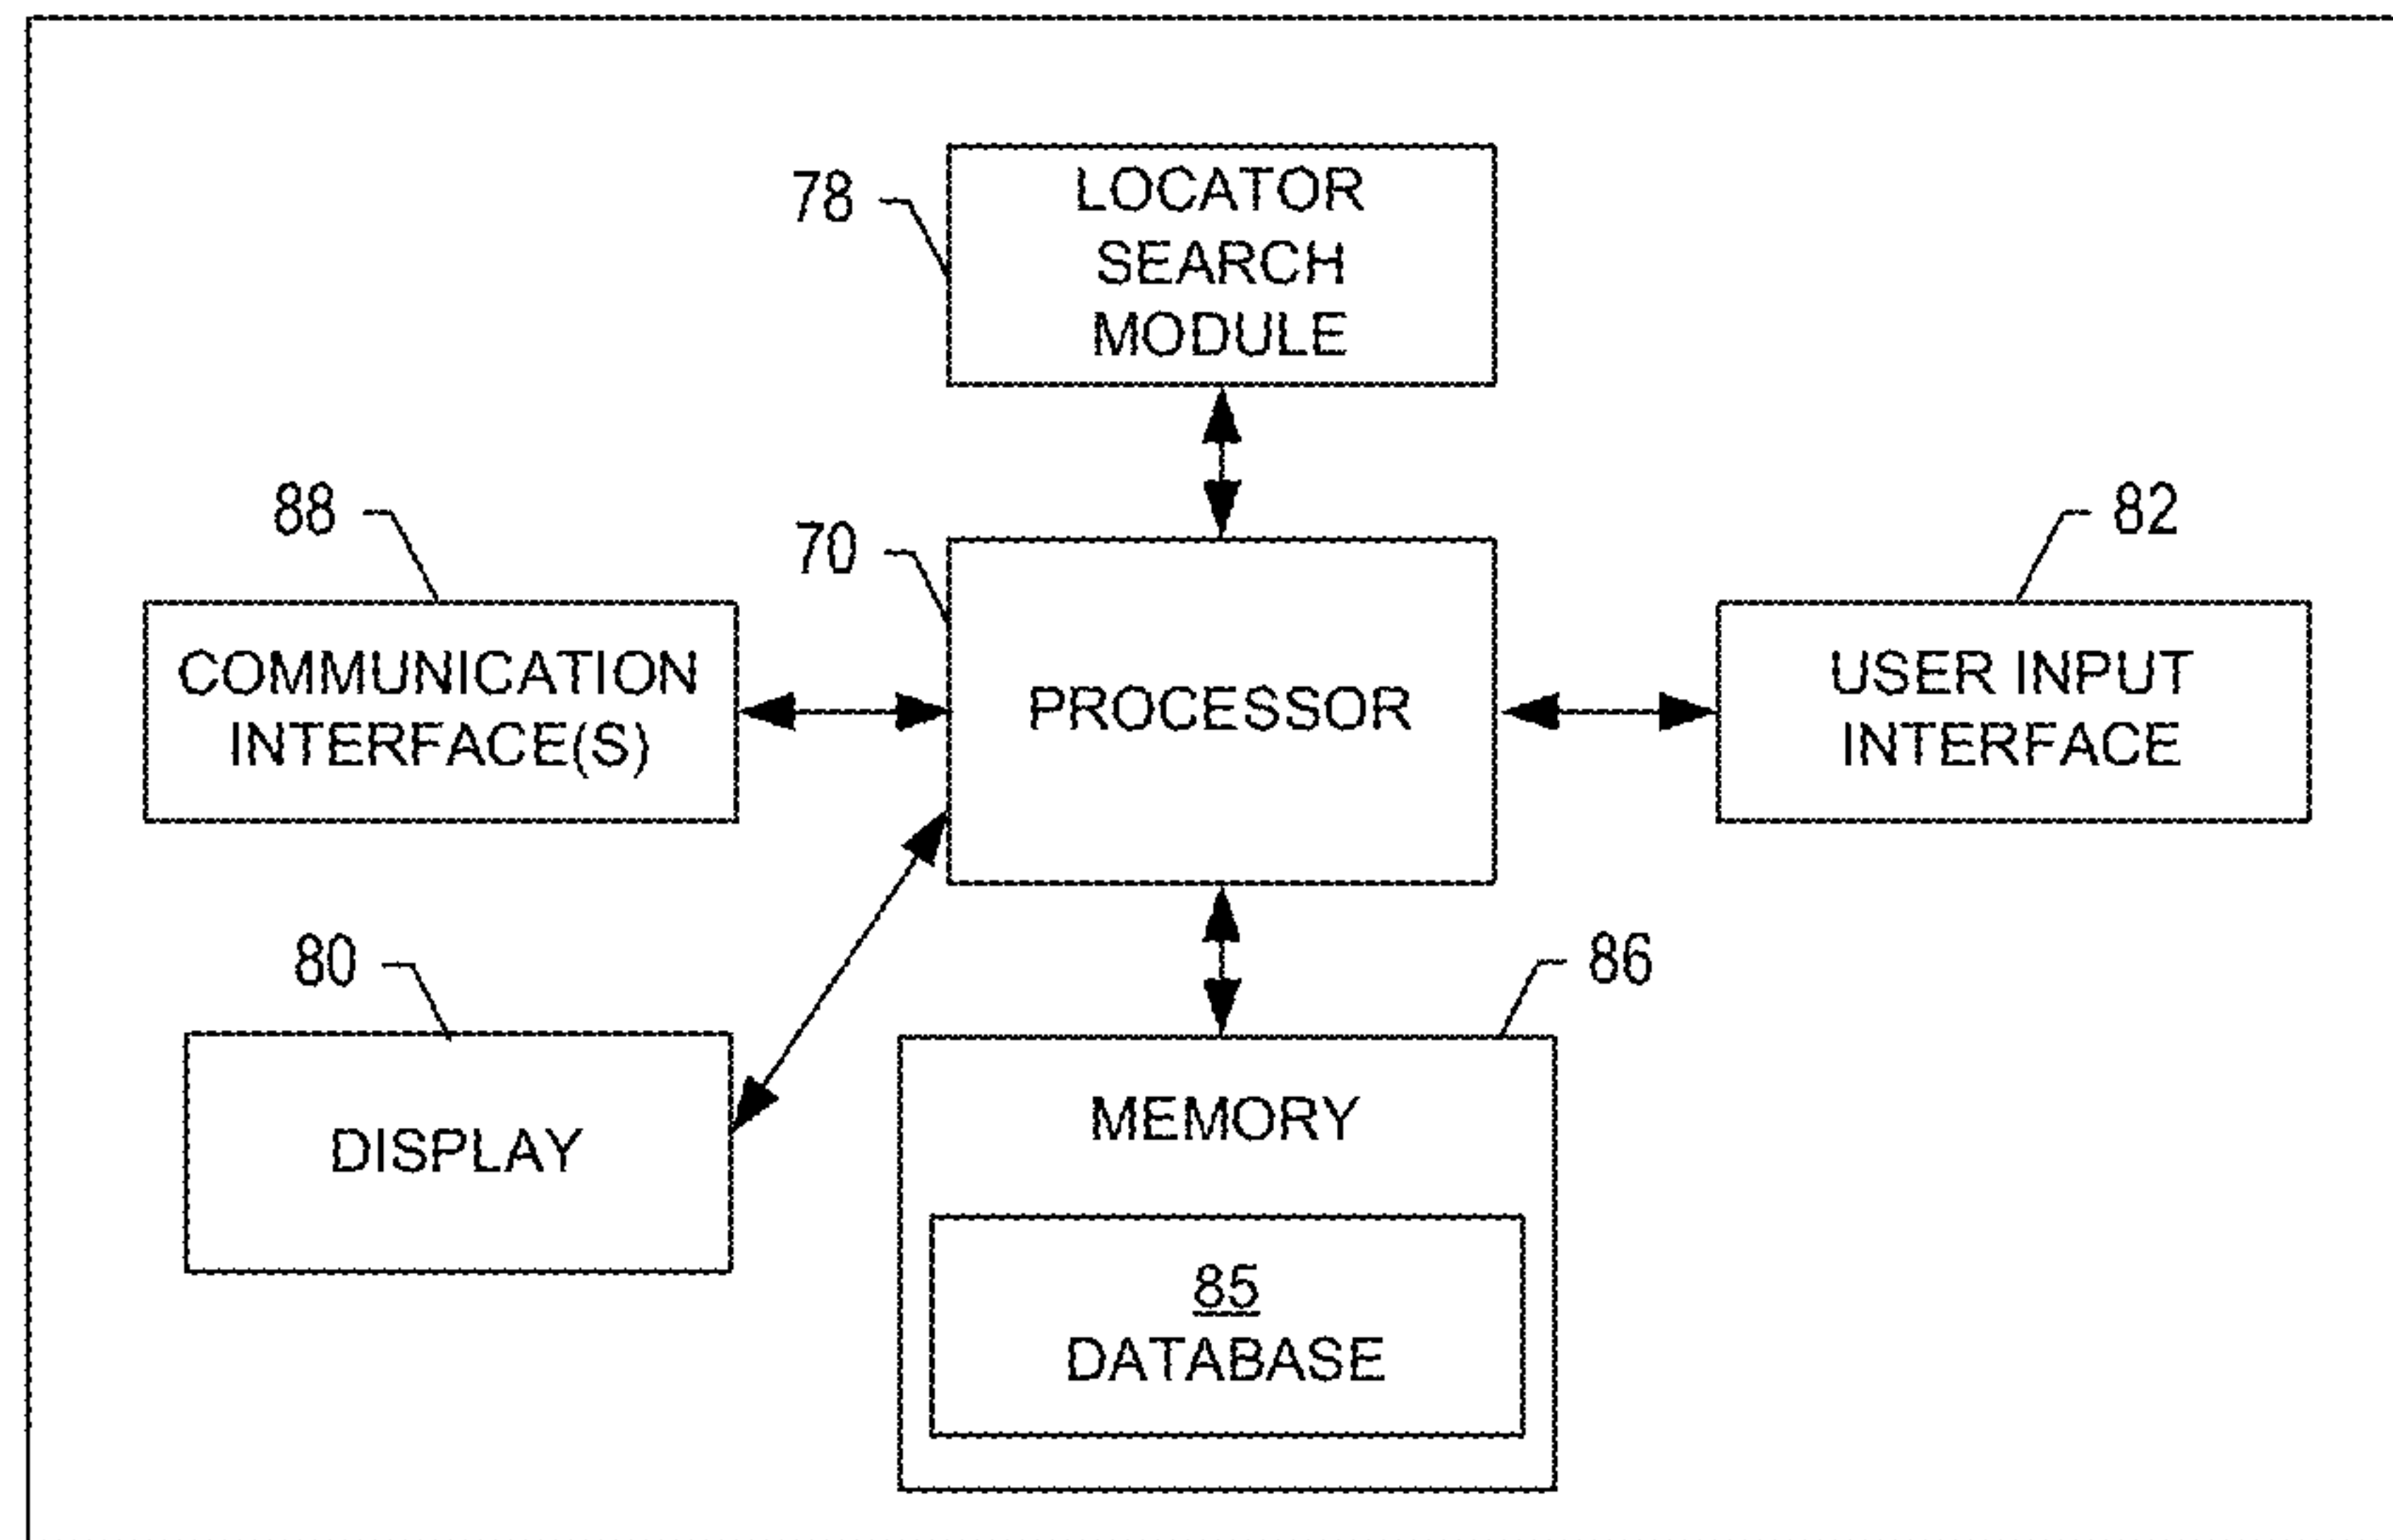 78
LOCATOR
SEARCH
MODULE
88
70
82
COMMUNICATION
INTERFACE(S)
PROCESSOR
USER INPUT
INTERFACE
80
86
DISPLAY
MEMORY
85
DATABASE